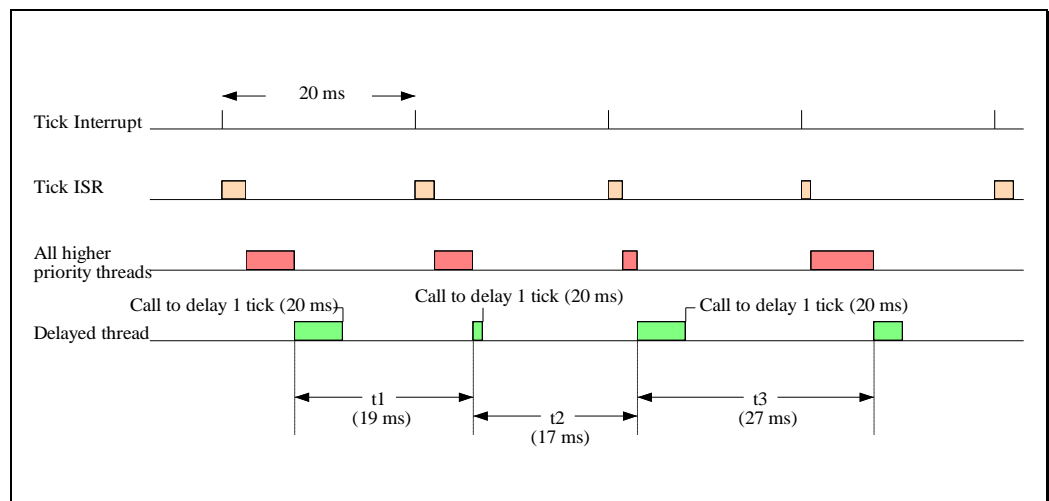 20 ms
Tick Interrupt
Tick ISR
All higher
priority threads
Call to delay 1 tick (20 ms)
Call to delay 1 tick (20 ms)
Call to delay 1 tick (20 ms)
Delayed thread
t1
(19 ms)
t2
(17 ms)
t3
(27 ms)